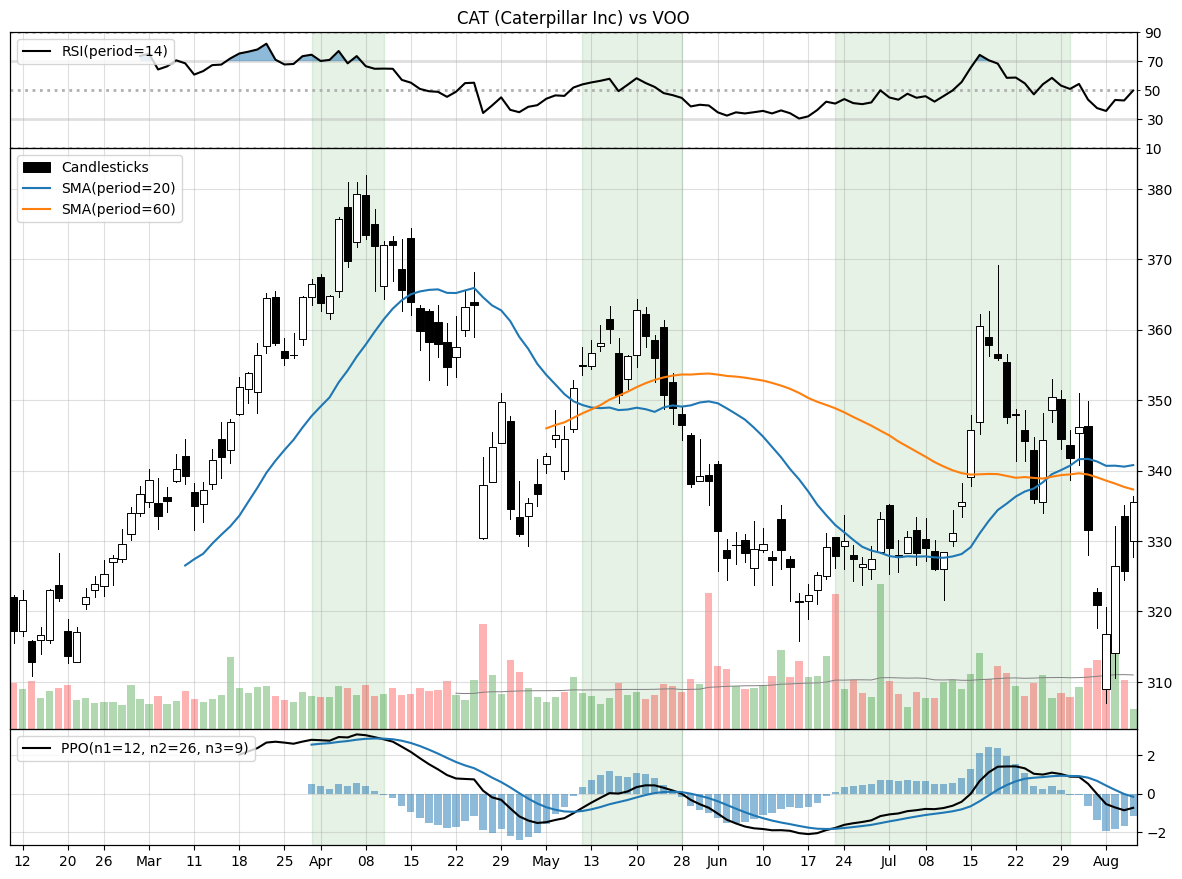 CAT (Caterpillar Inc) vs VOO
RSI(period=14)
90
70
50
30
10
Candlesticks
SMA(period=20)
SMA(period=60)
380
370
360
350
340
330
320
310
PPO(n1=12, n2=26, n3=9)
2
0
−2
12 20 26 Mar 11 18 25 Apr 08 15 22 29 May 13 20 28 Jun 10 17 24 Jul 08 15 22 29 Aug